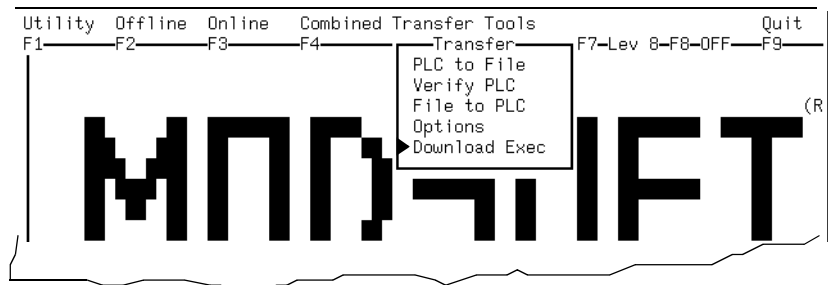 Utility Offline Online Combined Transfer Tools Quit
F1 F2 F3 F4 Transfer F7-Lev 8-F8-OFF F9
PLC to File
Verify PLC
File to PLC
(R
Options
Download Exec